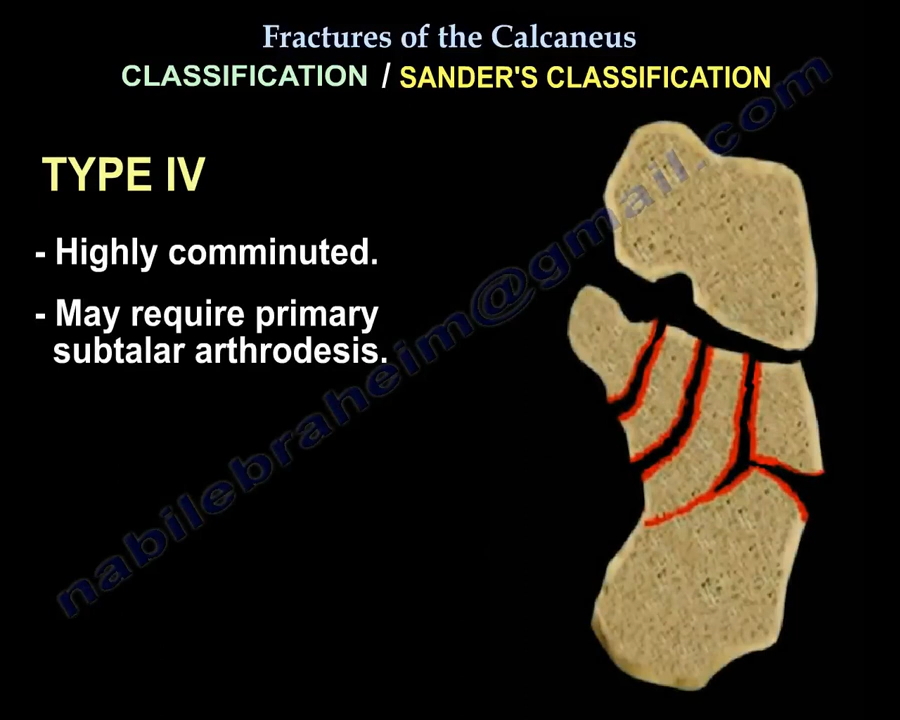 Fractures of the Calcaneus
CLASSIFICATION / SANDER'S CLASSIFICATION
TYPE IV
- Highly comminuted.
- May require primary
subtalar arthrodesis.
nabilebraheim@gmail.com